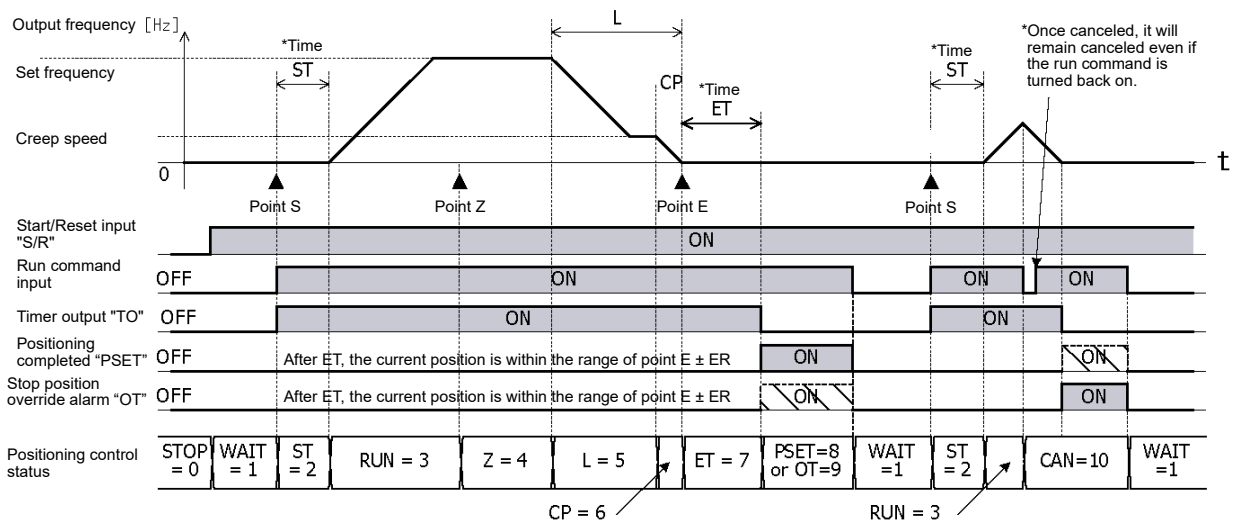 Output frequency [Hz]
L
*Time
ST
Set frequency
CP
*Time
ET
*Time
ST
*Once canceled, it will
remain canceled even if
the run command is
turned back on.
Creep speed
0
t
Point S
Point Z
Point E
Point S
Start/Reset input
"S/R"
ON
Run command
input
OFF
ON
ON
ON
Timer output "TO"
OFF
ON
ON
Positioning
completed “PSET”
OFF
After ET, the current position is within the range of point E ± ER
ON
ON
Stop position
override alarm “OT”
OFF
After ET, the current position is within the range of point E ± ER
ON
ON
Positioning control
status
STOP
= 0
WAIT
= 1
ST
= 2
RUN = 3
Z = 4
L = 5
ET = 7
PSET=8
or OT=9
WAIT
=1
ST
= 2
CAN=10
WAIT
=1
CP = 6
RUN = 3